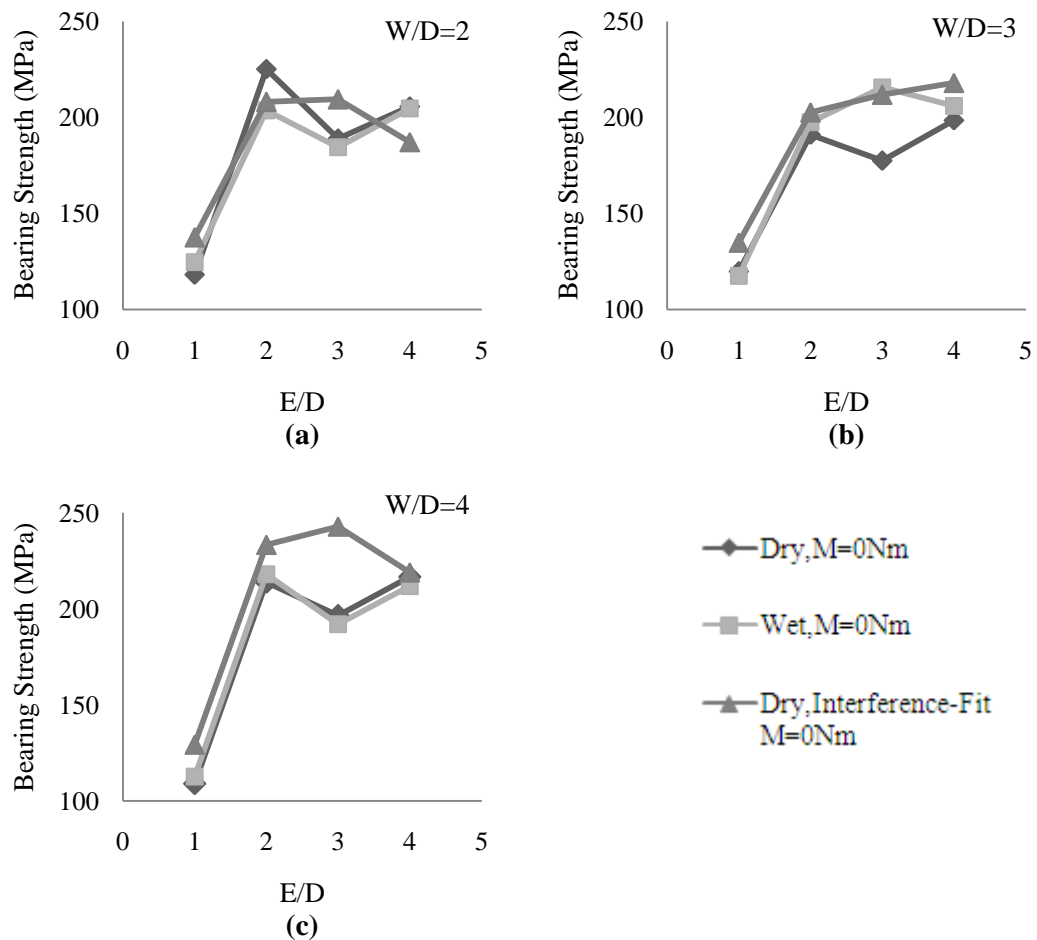 W/D=2
Bearing Strength (MPa)
250
200
150
100
0 1 2 3 4 5
E/D
(a)
W/D=3
Bearing Strength (MPa)
250
200
150
100
0 1 2 3 4 5
E/D
(b)
W/D=4
Bearing Strength (MPa)
250
200
150
100
0 1 2 3 4 5
E/D
(c)
Dry,M=0Nm
Wet,M=0Nm
Dry,Interference-Fit
M=0Nm